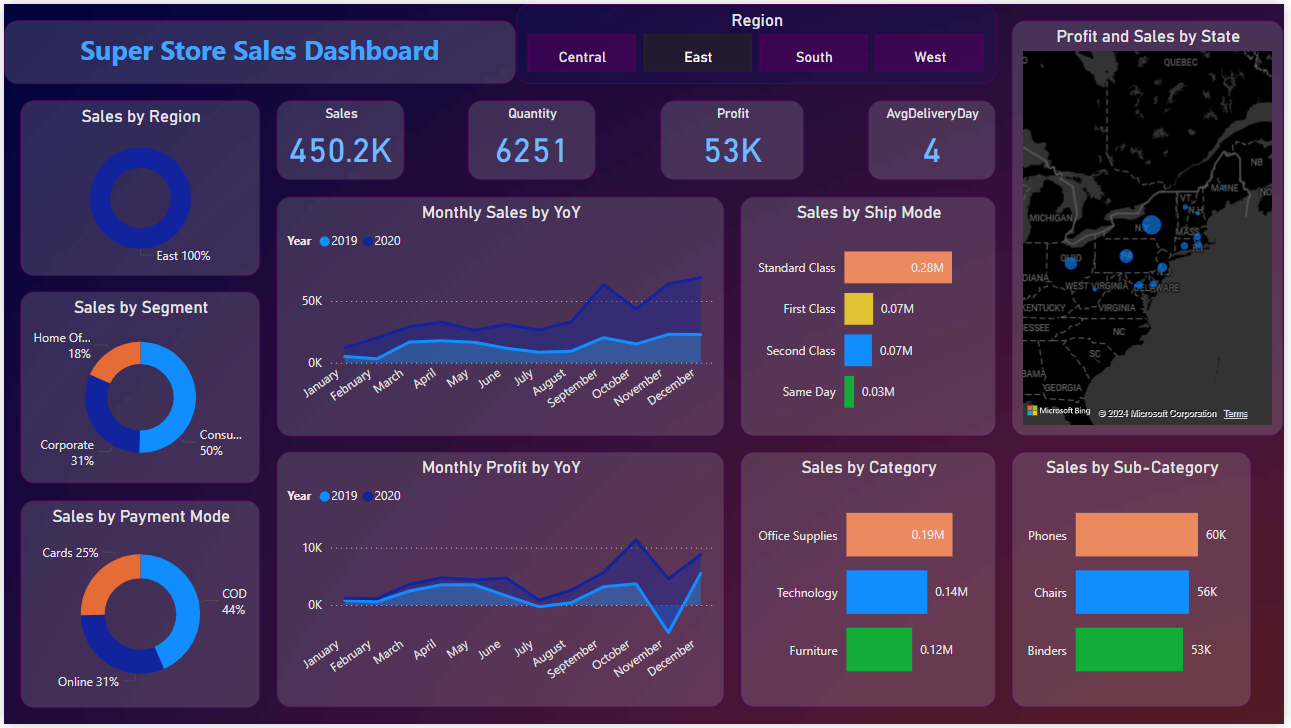 Super Store Sales Dashboard
Region
Central
East
South
West
Sales by Region
East 100%
Sales
450.2K
Quantity
6251
Profit
53K
AvgDeliveryDay
4
Profit and Sales by State
QUEBEC
NB
MAINE
NO
VT
N.H
MICHIGAN
MASS
OHIO
PA
DIANA
WEST VIRGINIA
DELAWARE
KENTUCKY
VIRGINIA
ESSEE
NC
SC
BAMA
GEORGIA
Microsoft Bing
© 2024 Microsoft Corporation Terms
Sales by Segment
Home Of...
18%
Corporate
31%
Consu...
50%
Monthly Sales by YoY
Year 2019 2020
50K
0K
January
February
March
April
May
June
July
August
September
October
November
December
Sales by Ship Mode
Standard Class 0.28M
First Class 0.07M
Second Class 0.07M
Same Day 0.03M
Sales by Payment Mode
Cards 25%
COD
44%
Online 31%
Monthly Profit by YoY
Year 2019 2020
10K
0K
January
February
March
April
May
June
July
August
September
October
November
December
Sales by Category
Office Supplies 0.19M
Technology 0.14M
Furniture 0.12M
Sales by Sub-Category
Phones 60K
Chairs 56K
Binders 53K